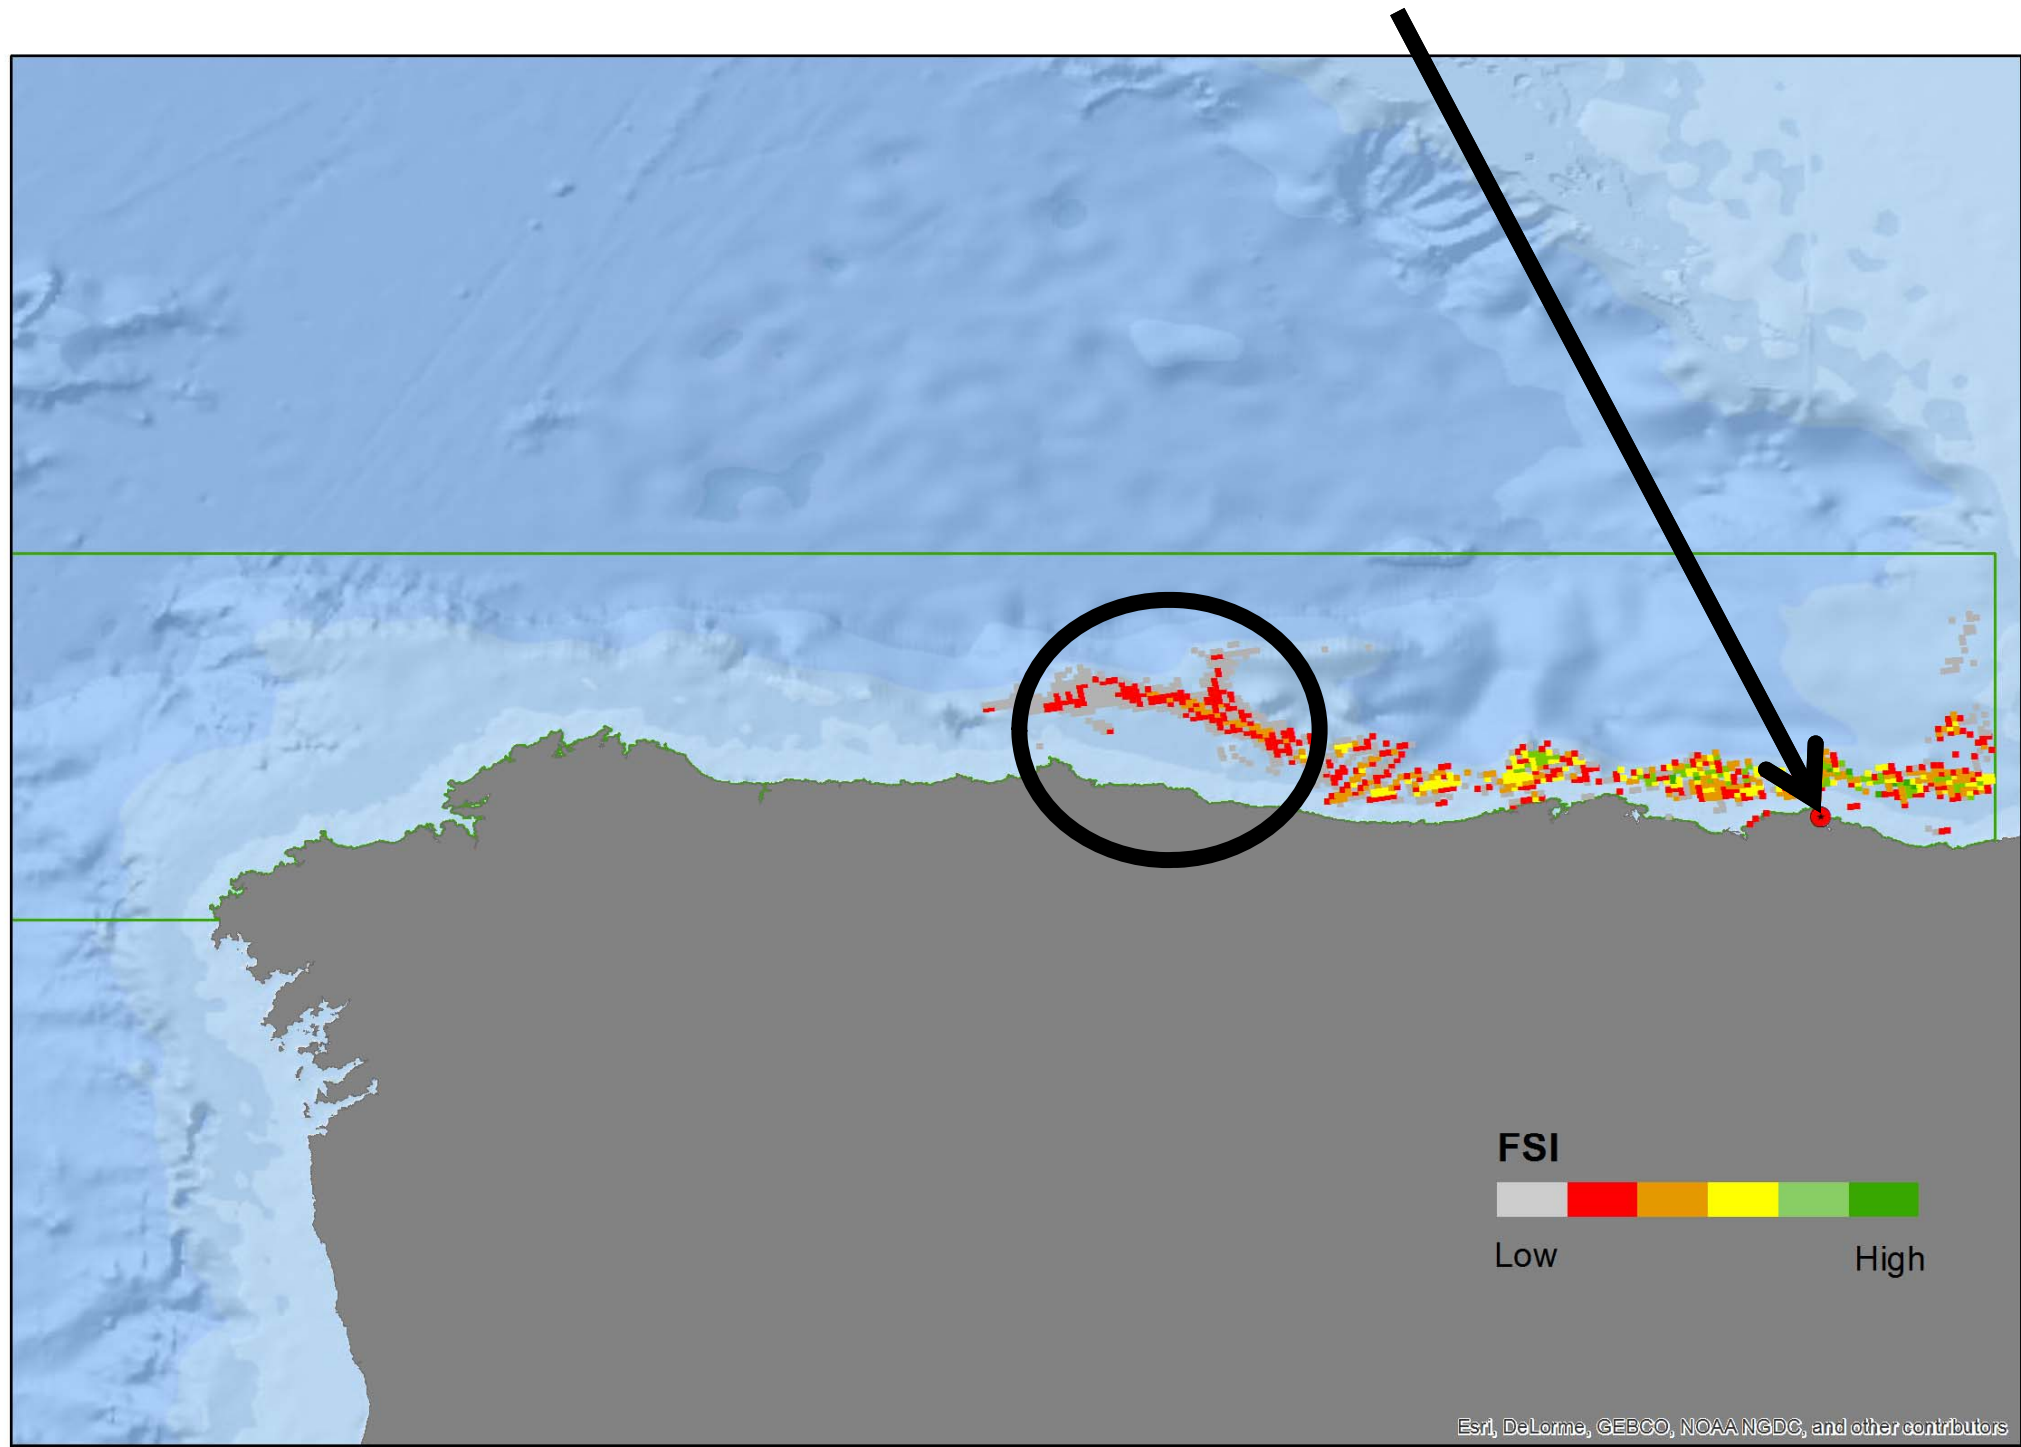 FSI
Low High
Esri, DeLorme, GEBCO, NOAA NGDC, and other contributors